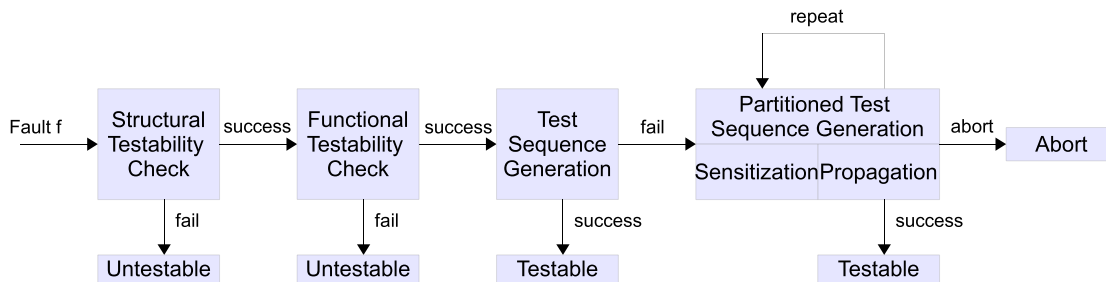 repeat
Fault f
Structural
Testability
Check
success
Functional
Testability
Check
success
Test
Sequence
Generation
fail
Partitioned Test
Sequence Generation
Sensitization
Propagation
abort
Abort
fail
fail
success
success
Untestable
Untestable
Testable
Testable